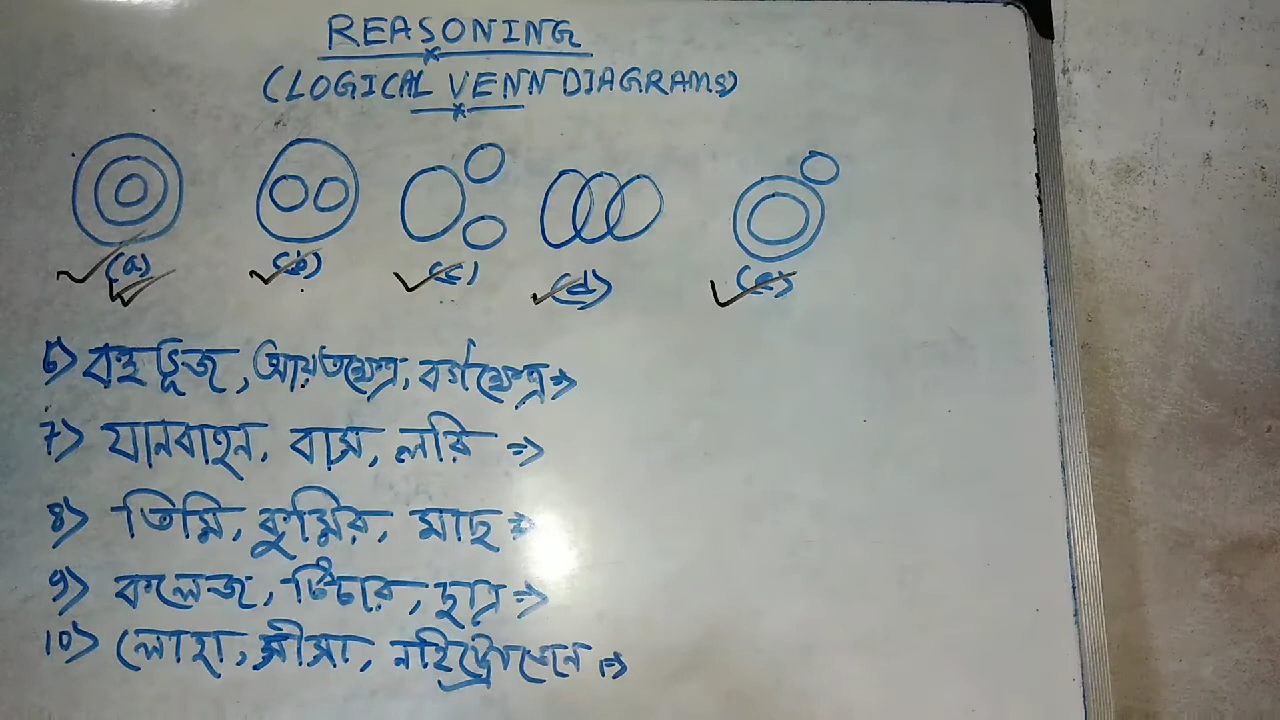 REASONING
(LOGICAL VENN DIAGRAMS)
(a) (b) (c) (d) (e)
6) বহুভূজ, আয়তক্ষেত্র, বর্গক্ষেত্র ⇒
7) যানবাহন, বাস, লরি ⇒
8) তিমি, কুমির, মাছ ⇒
9) কলেজ, টিচার, ছাত্র ⇒
10) লোহা, সীসা, নাইট্রোজেন ⇒